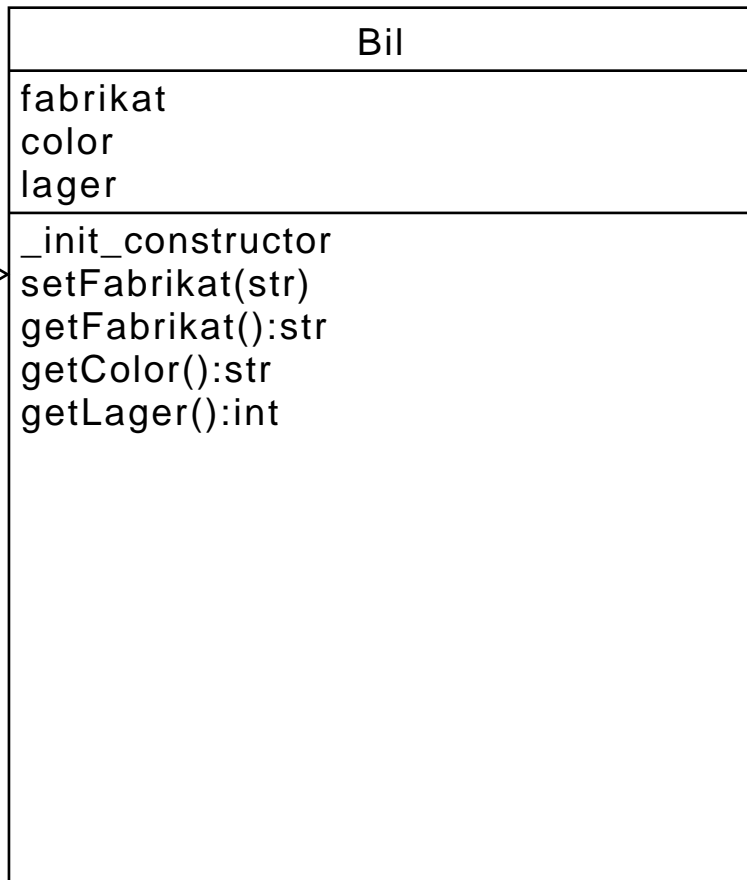 Bil
fabrikat
color
lager
_init_constructor
setFabrikat(str)
getFabrikat():str
getColor():str
getLager():int